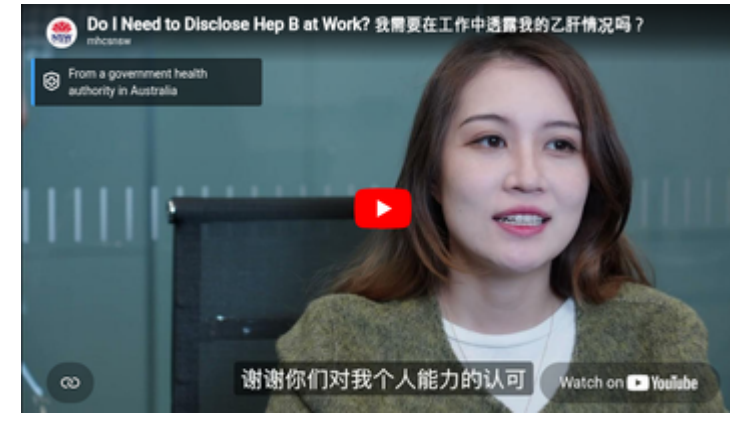 Do I Need to Disclose Hep B at Work? 我需要在工作中透露我的乙肝情况吗？
mhcsnsw
From a government health
authority in Australia
谢谢你们对我个人能力的认可
Watch on YouTube